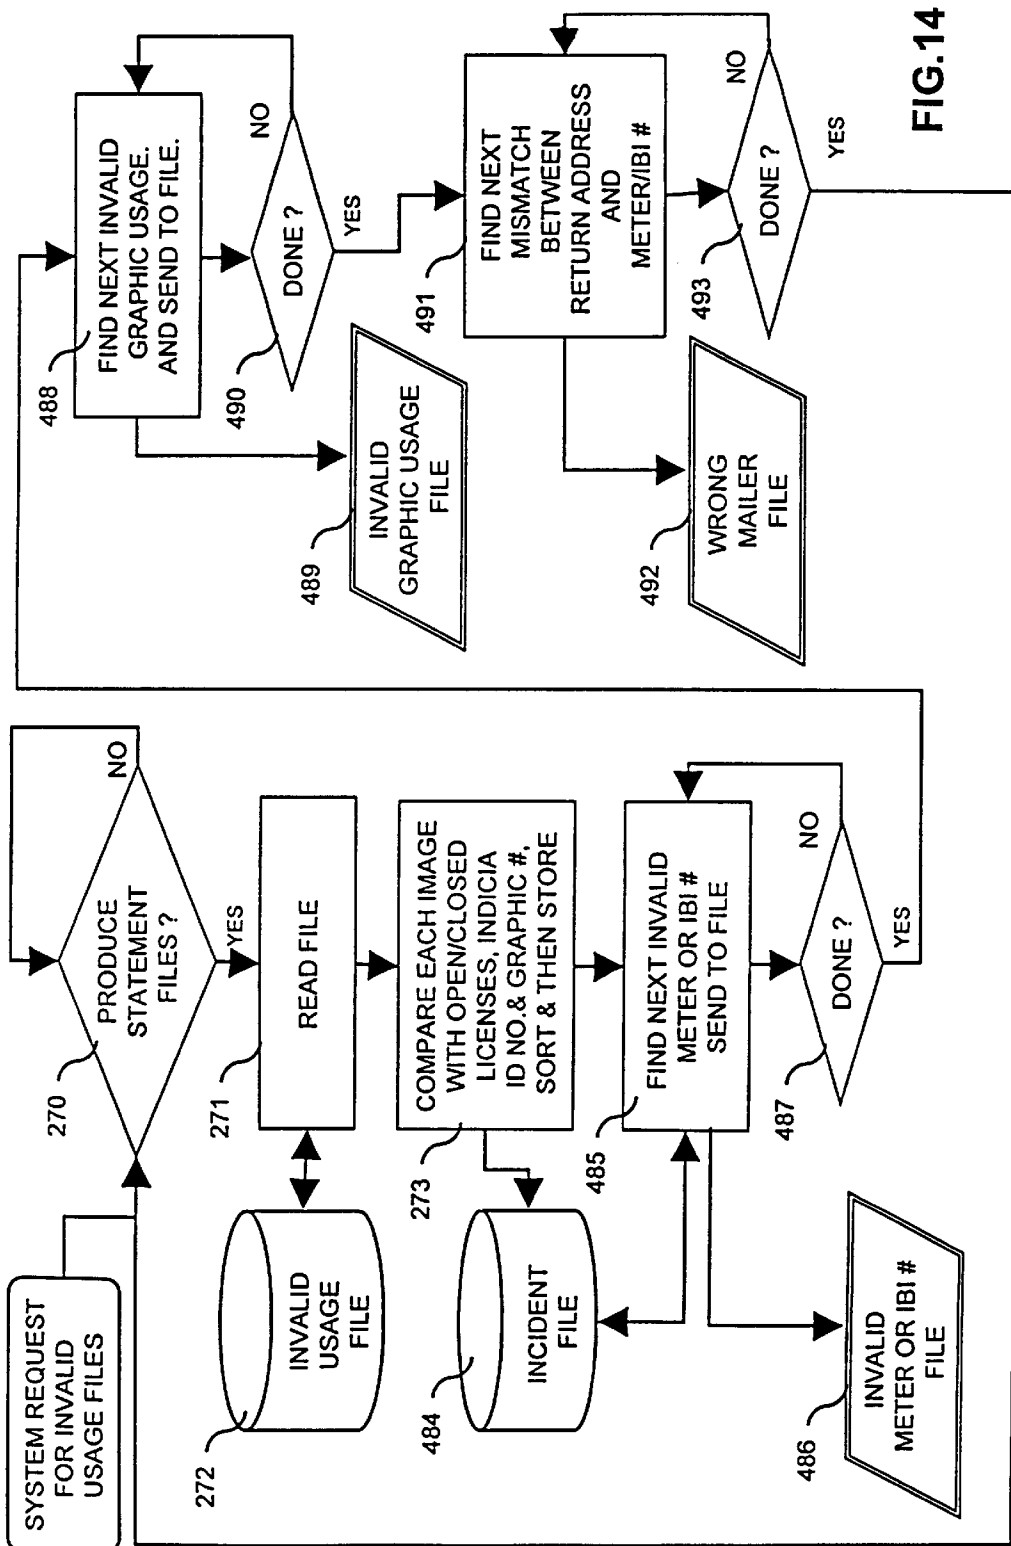 SYSTEM REQUEST
FOR INVALID
USAGE FILES
270
PRODUCE
STATEMENT
FILES ?
NO
YES
271
READ FILE
272
INVALID
USAGE
FILE
273
COMPARE EACH IMAGE
WITH OPEN/CLOSED
LICENSES, INDICIA
ID NO.& GRAPHIC #,
SORT & THEN STORE
484
INCIDENT
FILE
485
FIND NEXT INVALID
METER OR IBI #
SEND TO FILE
486
INVALID
METER OR IBI #
FILE
487
DONE ?
NO
YES
488
FIND NEXT INVALID
GRAPHIC USAGE.
AND SEND TO FILE.
489
INVALID
GRAPHIC USAGE
FILE
490
DONE ?
NO
YES
491
FIND NEXT
MISMATCH
BETWEEN
RETURN ADDRESS
AND
METER/IBI #
492
WRONG
MAILER
FILE
493
DONE ?
NO
YES
FIG.14